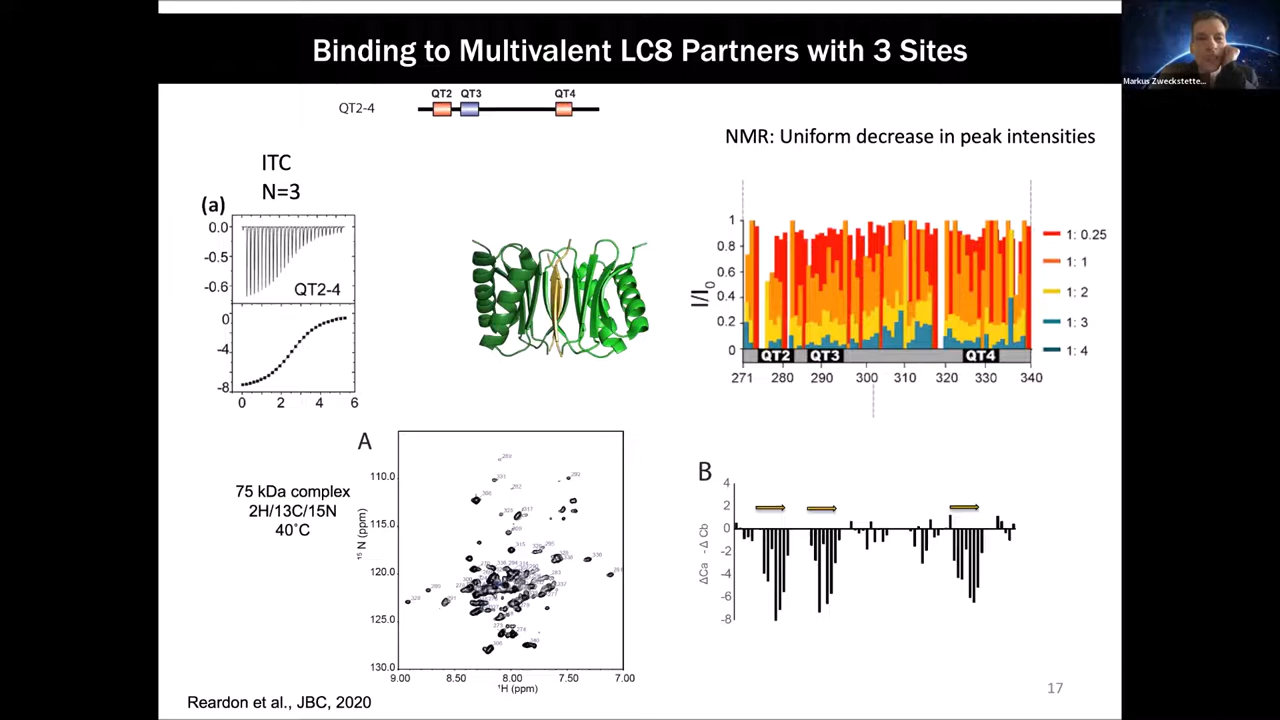 Binding to Multivalent LC8 Partners with 3 Sites
Markus Zweckstette...
QT2 QT3 QT4
QT2-4
NMR: Uniform decrease in peak intensities
ITC
N=3
(a)
0.0
-0.5
-0.6
QT2-4
0
-4
-8
0 2 4 6
I/I0
1
0.8
0.6
0.4
0.2
0
QT2 QT3 QT4
271 280 290 300 310 320 330 340
1: 0.25
1: 1
1: 2
1: 3
1: 4
75 kDa complex
2H/13C/15N
40˚C
A
110.0
115.0
120.0
125.0
130.0
15 N (ppm)
9.00 8.50 8.00 7.50 7.00
1H (ppm)
B
4
2
0
-2
-4
-6
-8
ΔCa - Δ Cb
Reardon et al., JBC, 2020
17